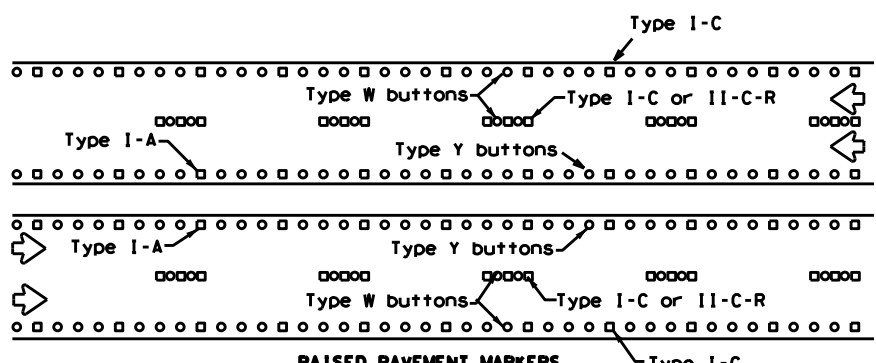 Type I-C
Type W buttons
Type I-C or II-C-R
Type I-A
Type Y buttons
Type I-A
Type Y buttons
Type W buttons
Type I-C or II-C-R
RAISED PAVEMENT MARKERS
Type I-C